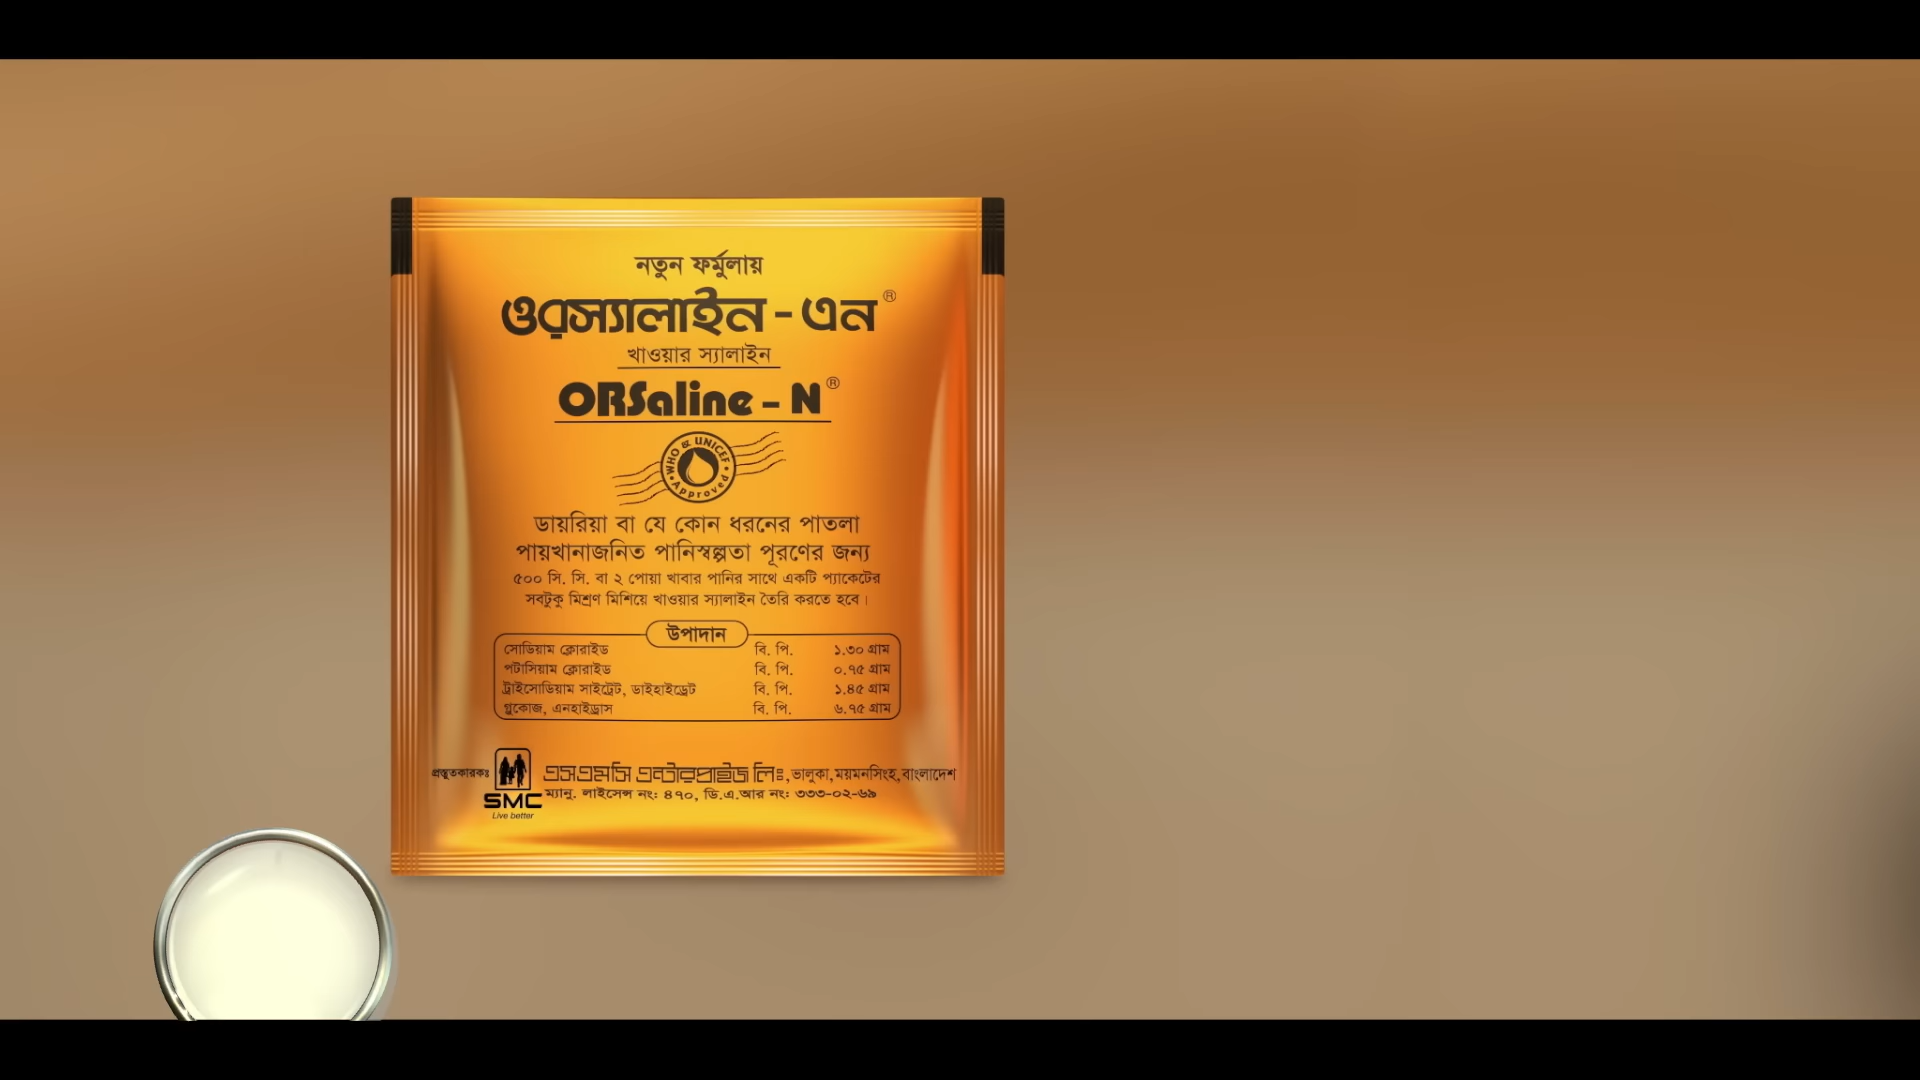 নতুন ফর্মুলায়
ওরস্যালাইন - এন®
খাওয়ার স্যালাইন
ORSaline - N®
WHO & UNICEF
Approved
ডায়রিয়া বা যে কোন ধরনের পাতলা
পায়খানাজনিত পানিস্বল্পতা পূরণের জন্য
৫০০ সি. সি. বা ২ পোয়া খাবার পানির সাথে একটি প্যাকেটের
সবটুকু মিশ্রণ মিশিয়ে খাওয়ার স্যালাইন তৈরি করতে হবে।
উপাদান
সোডিয়াম ক্লোরাইড বি. পি. ১.৩০ গ্রাম
পটাসিয়াম ক্লোরাইড বি. পি. ০.৭৫ গ্রাম
ট্রাইসোডিয়াম সাইট্রেট, ডাইহাইড্রেট বি. পি. ১.৪৫ গ্রাম
গ্লুকোজ, এনহাইড্রাস বি. পি. ৬.৭৫ গ্রাম
প্রস্তুতকারকঃ এসএমসি এন্টারপ্রাইজ লিঃ, ভালুকা, ময়মনসিংহ, বাংলাদেশ
SMC ম্যানু. লাইসেন্স নং: ৪৭০, ডি.এ.আর নং: ৩৩৩-০২-৬৯
Live better